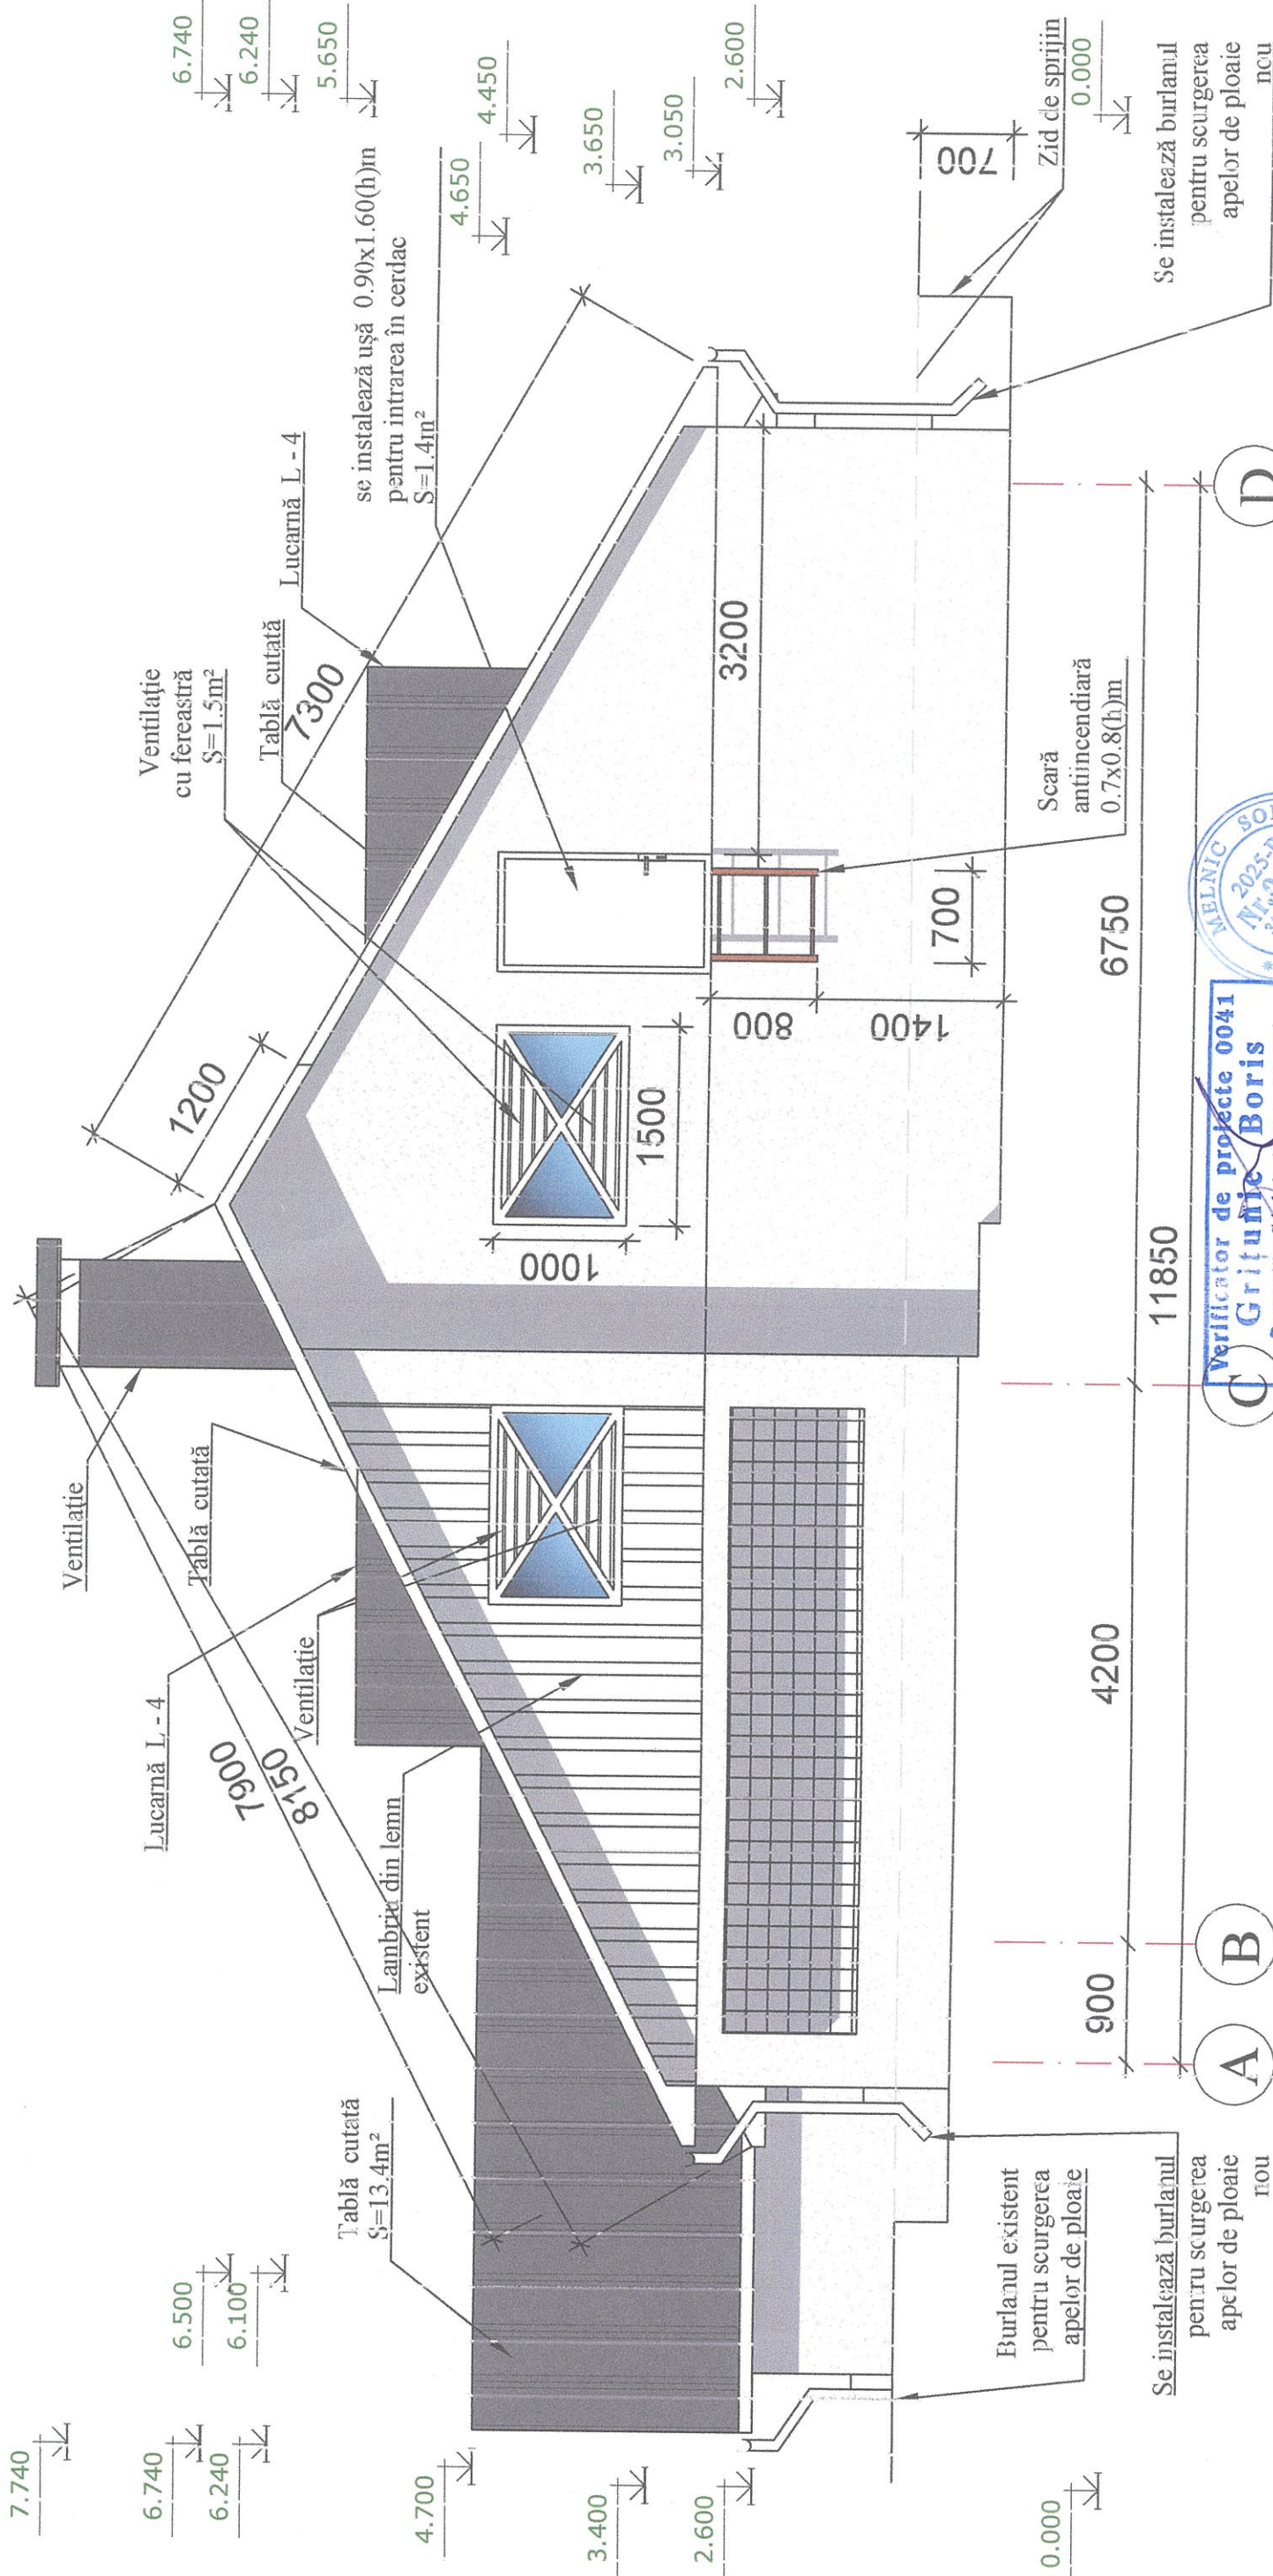 7.740
6.740
6.240
6.500
6.100
4.700
3.400
2.600
0.000
6.740
6.240
5.650
4.650
4.450
3.650
3.050
2.600
0.000
Ventilație
Tablă cutată
Lucarnă L - 4
Ventilație
7900
8150
Lambriu din lemn
existent
Tablă cutată
S=13.4m²
1200
7300
Ventilație
cu fereastră
S=1.5m²
Tablă cutată
Lucarnă L - 4
se instalează ușă 0.90x1.60(h)m
pentru intrarea în cerdac
S=1.4m²
1000
1500
3200
800
1400
700
700
Zid de sprijin
Scară
antiincendiară
0.7x0.8(h)m
Se instalează burlanul
pentru scurgerea
apelor de ploaie
nou
Burlanul existent
pentru scurgerea
apelor de ploaie
Se instalează burlanul
pentru scurgerea
apelor de ploaie
nou
900
4200
6750
11850
A
B
C
D
Verificator de proiecte 0041
Grițunic Boris
MELNIC
2025